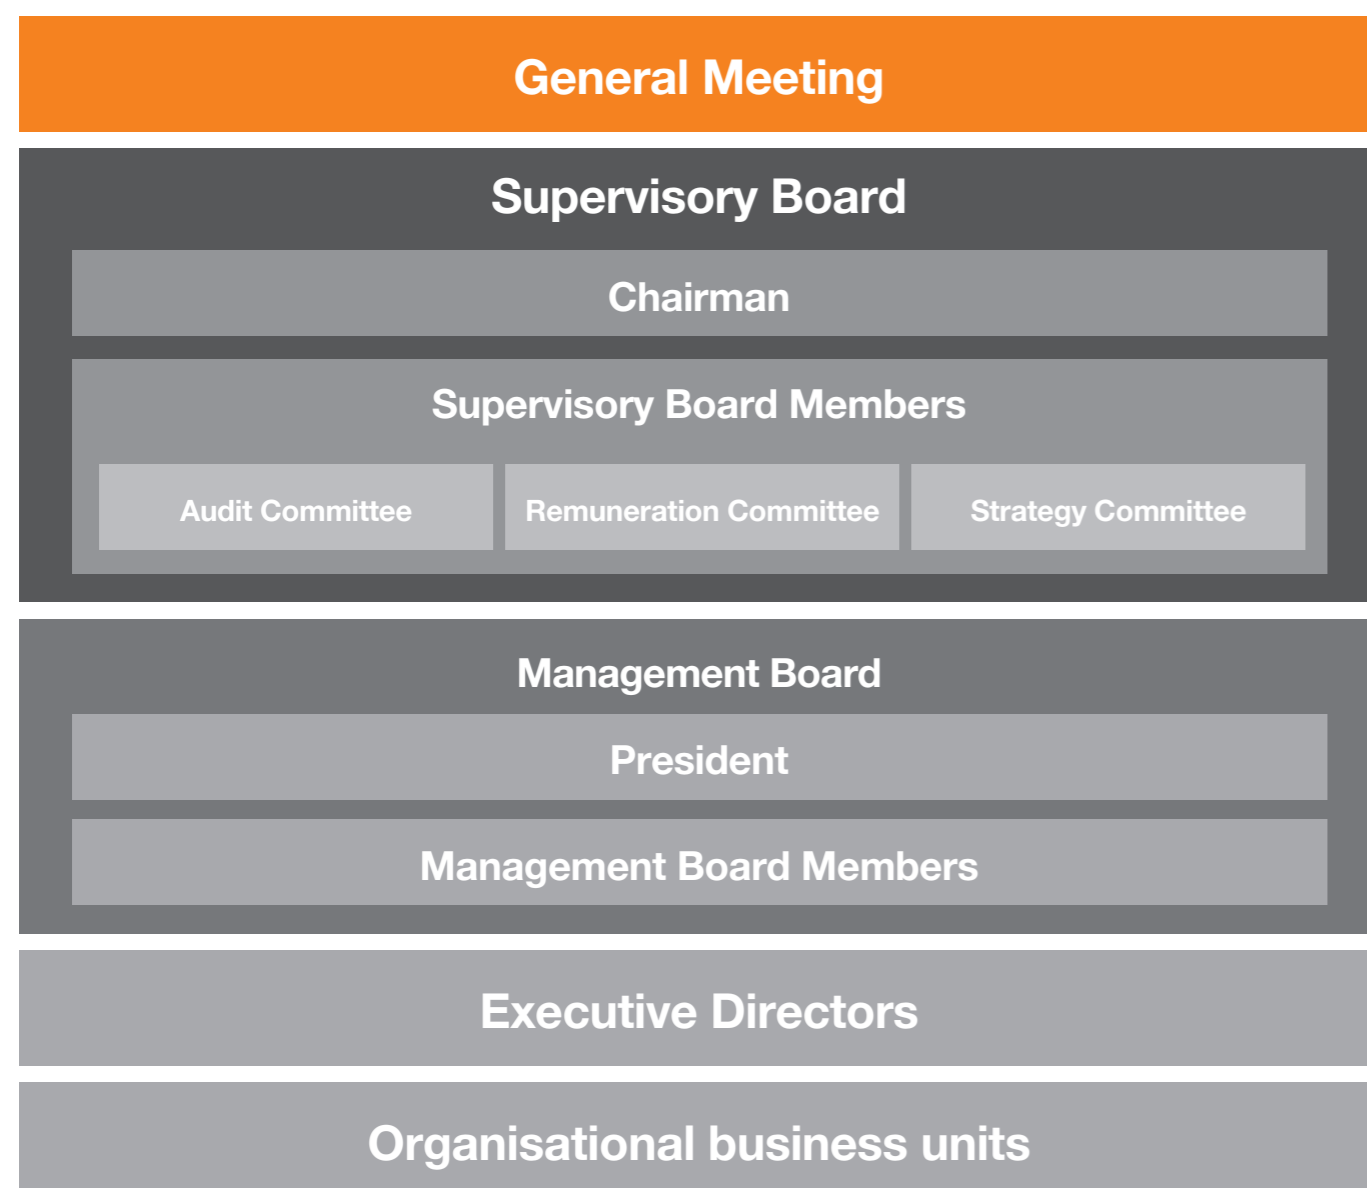 General Meeting
Supervisory Board
Chairman
Supervisory Board Members
Audit Committee
Remuneration Committee
Strategy Committee
Management Board
President
Management Board Members
Executive Directors
Organisational business units